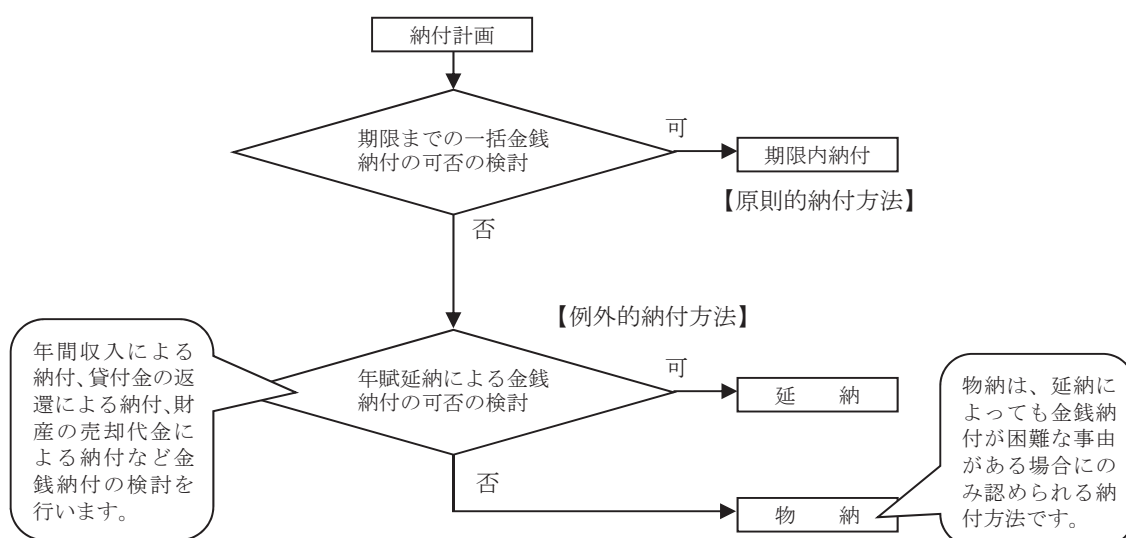 納付計画
期限までの一括金銭
納付の可否の検討
可
期限内納付
【原則的納付方法】
否
【例外的納付方法】
年間収入による
納付、貸付金の返
還による納付、財
産の売却代金に
よる納付など金
銭納付の検討を
行います。
年賦延納による金銭
納付の可否の検討
可
延　納
物納は、延納に
よっても金銭納
付が困難な事由
がある場合にの
み認められる納
付方法です。
否
物　納